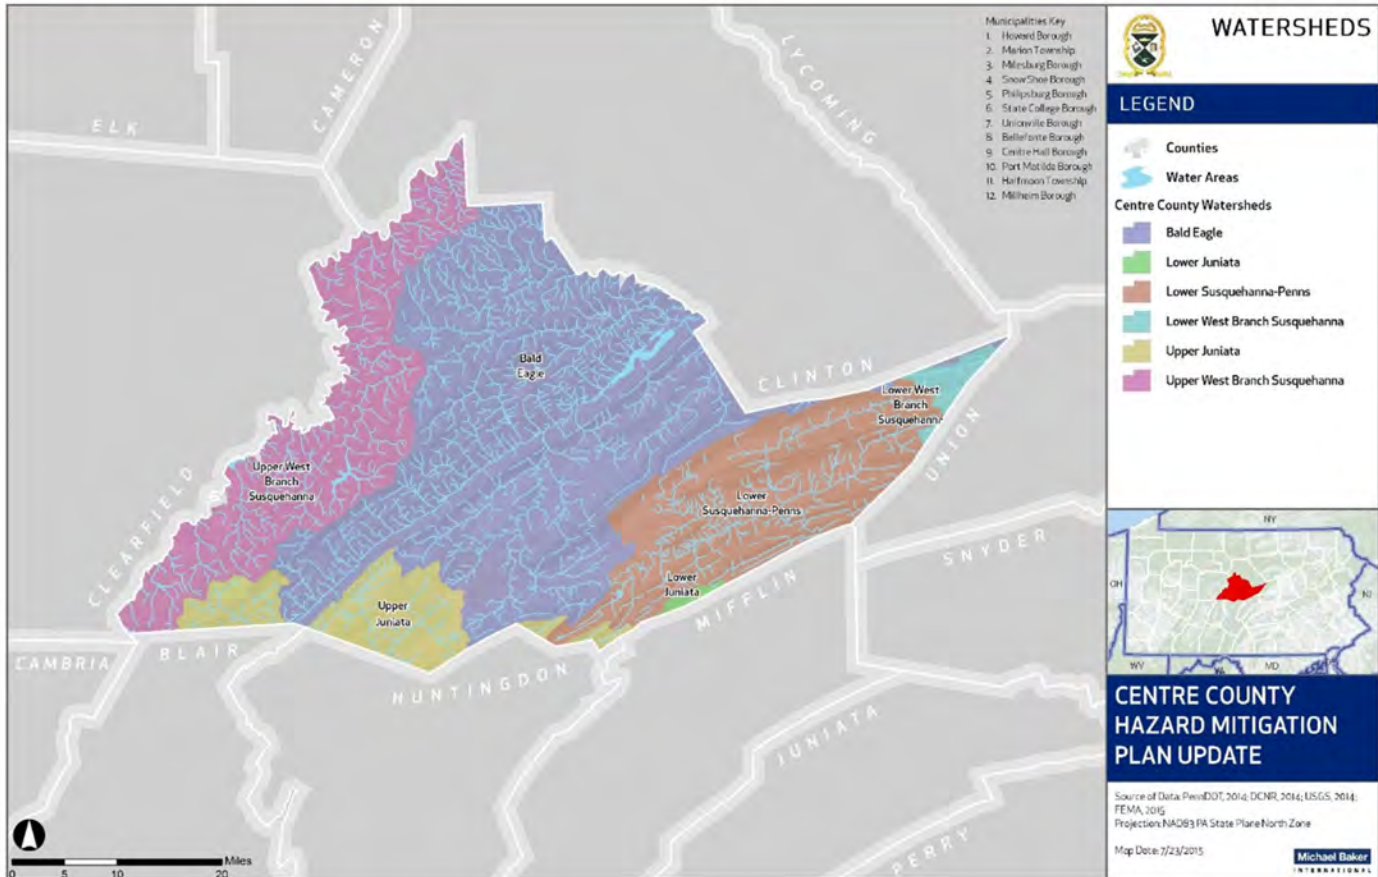 WATERSHEDS
LEGEND
Counties
Water Areas
Centre County Watersheds
Bald Eagle
Lower Juniata
Lower Susquehanna-Penns
Lower West Branch Susquehanna
Upper Juniata
Upper West Branch Susquehanna
Municipalities Key
1. Howard Borough
2. Marion Township
3. Milesburg Borough
4. Snow Shoe Borough
5. Philipsburg Borough
6. State College Borough
7. Unionville Borough
8. Bellefonte Borough
9. Centre Hall Borough
10. Port Matilda Borough
11. Halfmoon Township
12. Millheim Borough
ELK
CAMERON
LYCOMING
CLINTON
UNION
SNYDER
MIFFLIN
JUNIATA
PERRY
HUNTINGDON
BLAIR
CAMBRIA
CLEARFIELD
Bald
Eagle
Lower West
Branch
Susquehanna
Upper West
Branch
Susquehanna
Lower
Susquehanna-Penns
Lower
Juniata
Upper
Juniata
Miles
0 5 10 20
NY
OH
NJ
WV
VA
MD
CENTRE COUNTY
HAZARD MITIGATION
PLAN UPDATE
Source of Data: PennDOT, 2014; DCNR, 2014; USGS, 2014;
FEMA, 2015
Projection: NAD83 PA State Plane North Zone
Map Date: 7/23/2015
Michael Baker
INTERNATIONAL